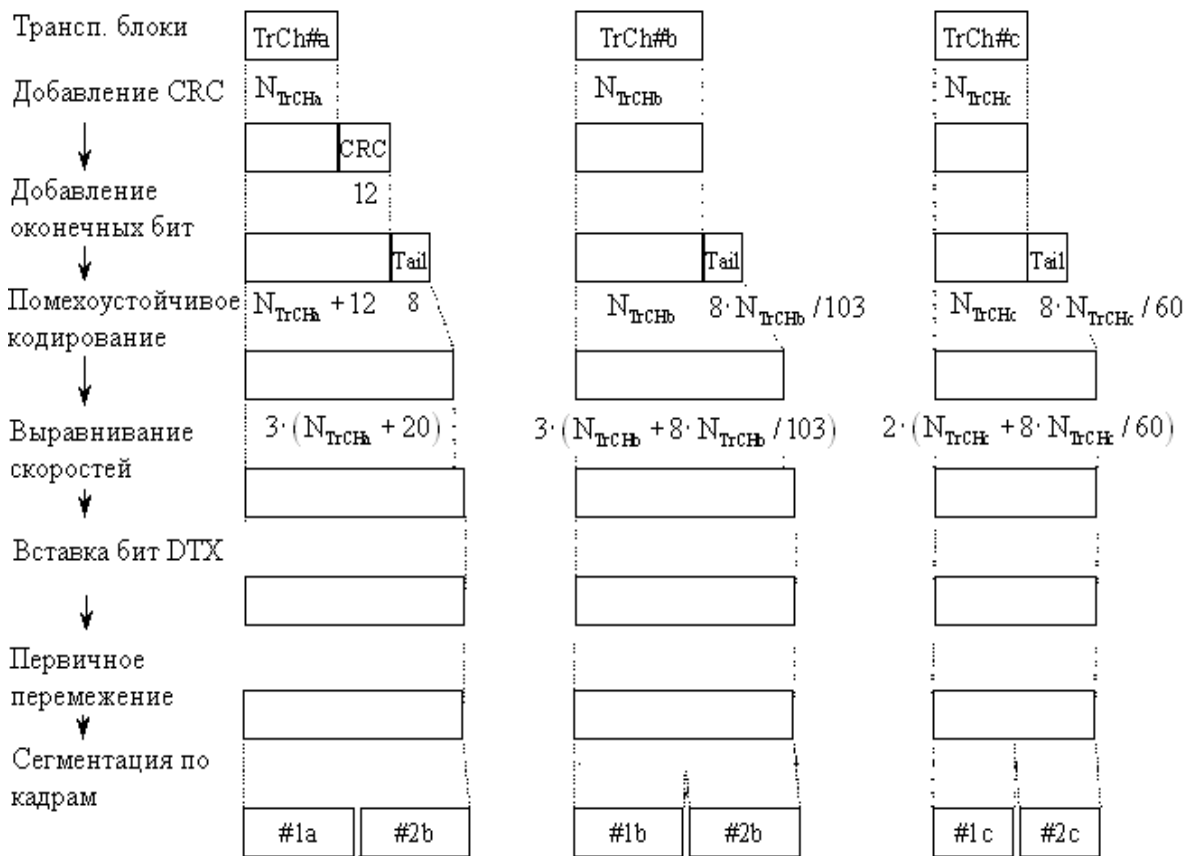 Трансп. блоки
TrCh#a
TrCh#b
TrCh#c
Добавление CRC
N_TrCHa
N_TrCHb
N_TrCHc
CRC
12
Добавление
оконечных бит
Tail
Tail
Tail
Помехоустойчивое
кодирование
N_TrCHa + 12
8
N_TrCHb
8· N_TrCHb /103
N_TrCHc
8· N_TrCHc /60
Выравнивание
скоростей
3· (N_TrCHa + 20)
3· (N_TrCHb +8· N_TrCHb /103)
2· (N_TrCHc +8· N_TrCHc /60)
Вставка бит DTX
Первичное
перемежение
Сегментация по
кадрам
#1a
#2b
#1b
#2b
#1c
#2c